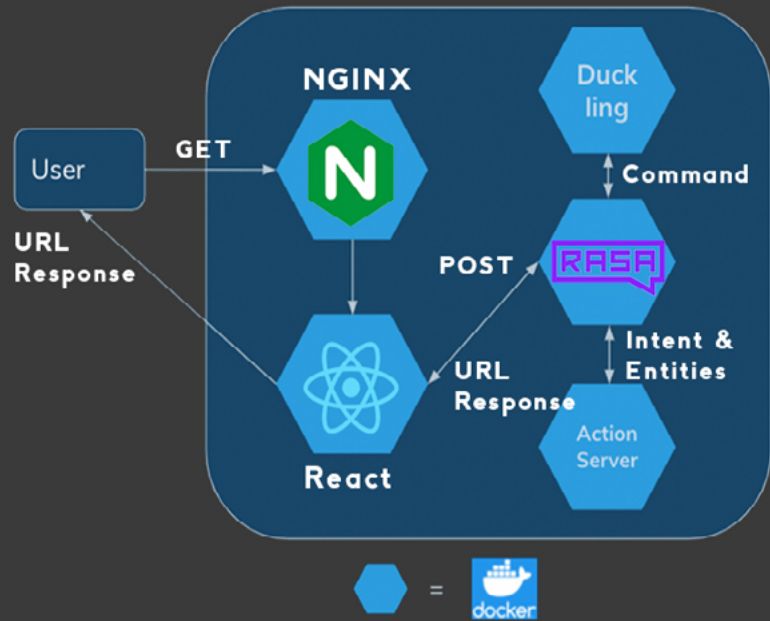 NGINX
Duck
ling
User
GET
Command
URL
Response
POST
RASA
Intent &
Entities
URL
Response
Action
Server
React
=
docker
N